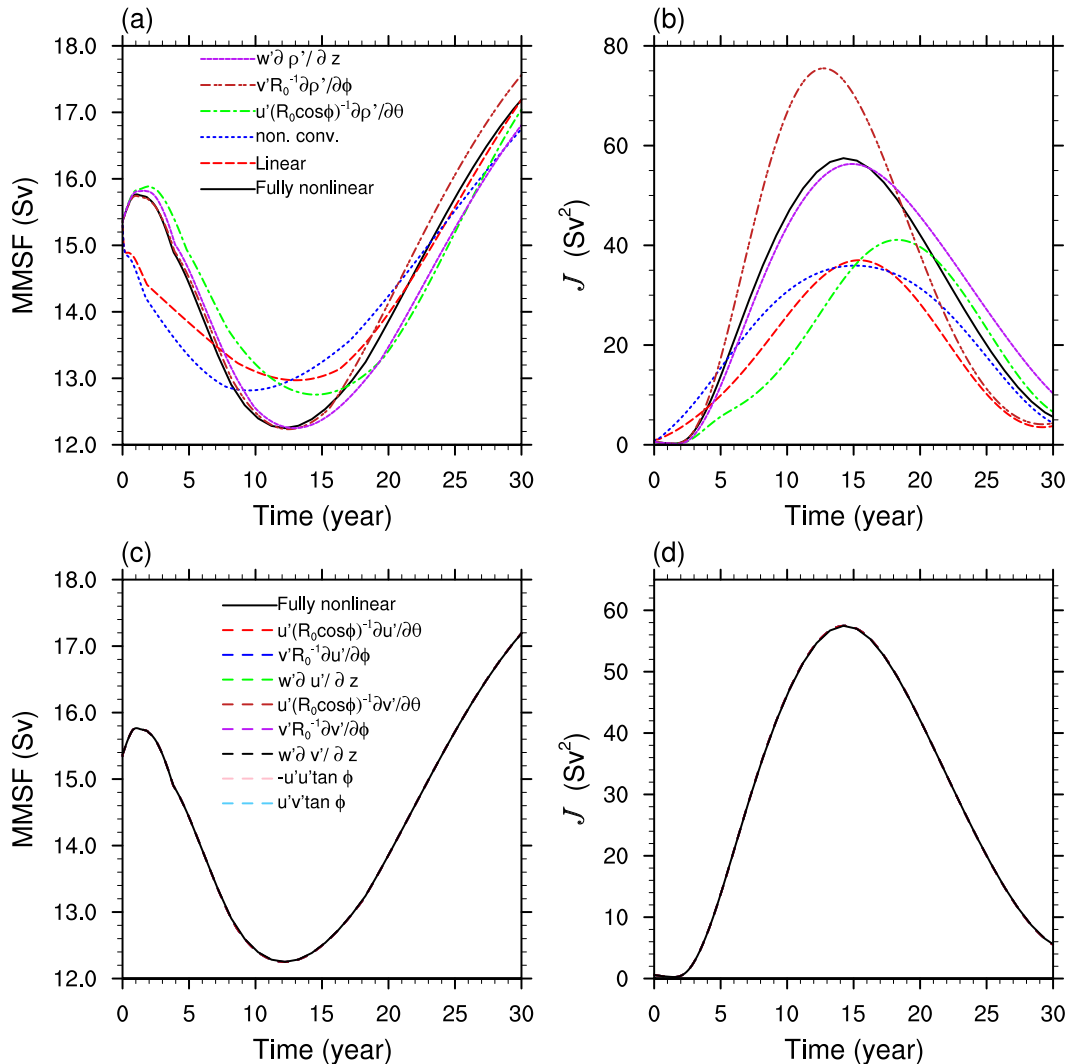 (a)
MMSF (Sv)
18.0
17.0
16.0
15.0
14.0
13.0
12.0
w'∂ ρ'/ ∂ z
v'R₀⁻¹∂ρ'/∂ϕ
u'(R₀cosϕ)⁻¹∂ρ'/∂θ
non. conv.
Linear
Fully nonlinear
0 5 10 15 20 25 30
Time (year)
(b)
J (Sv²)
80
60
40
20
0
0 5 10 15 20 25 30
Time (year)
(c)
MMSF (Sv)
18.0
17.0
16.0
15.0
14.0
13.0
12.0
Fully nonlinear
u'(R₀cosϕ)⁻¹∂u'/∂θ
v'R₀⁻¹∂u'/∂ϕ
w'∂ u'/ ∂ z
u'(R₀cosϕ)⁻¹∂v'/∂θ
v'R₀⁻¹∂v'/∂ϕ
w'∂ v'/ ∂ z
-u'u'tan ϕ
u'v'tan ϕ
0 5 10 15 20 25 30
Time (year)
(d)
J (Sv²)
60
50
40
30
20
10
0
0 5 10 15 20 25 30
Time (year)